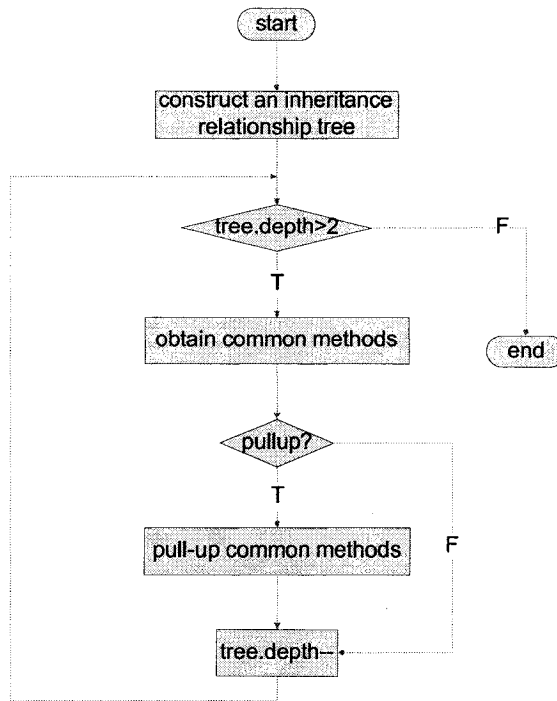 start
construct an inheritance
relationship tree
tree.depth>2
F
T
obtain common methods
end
pullup?
T
pull-up common methods
F
tree.depth--